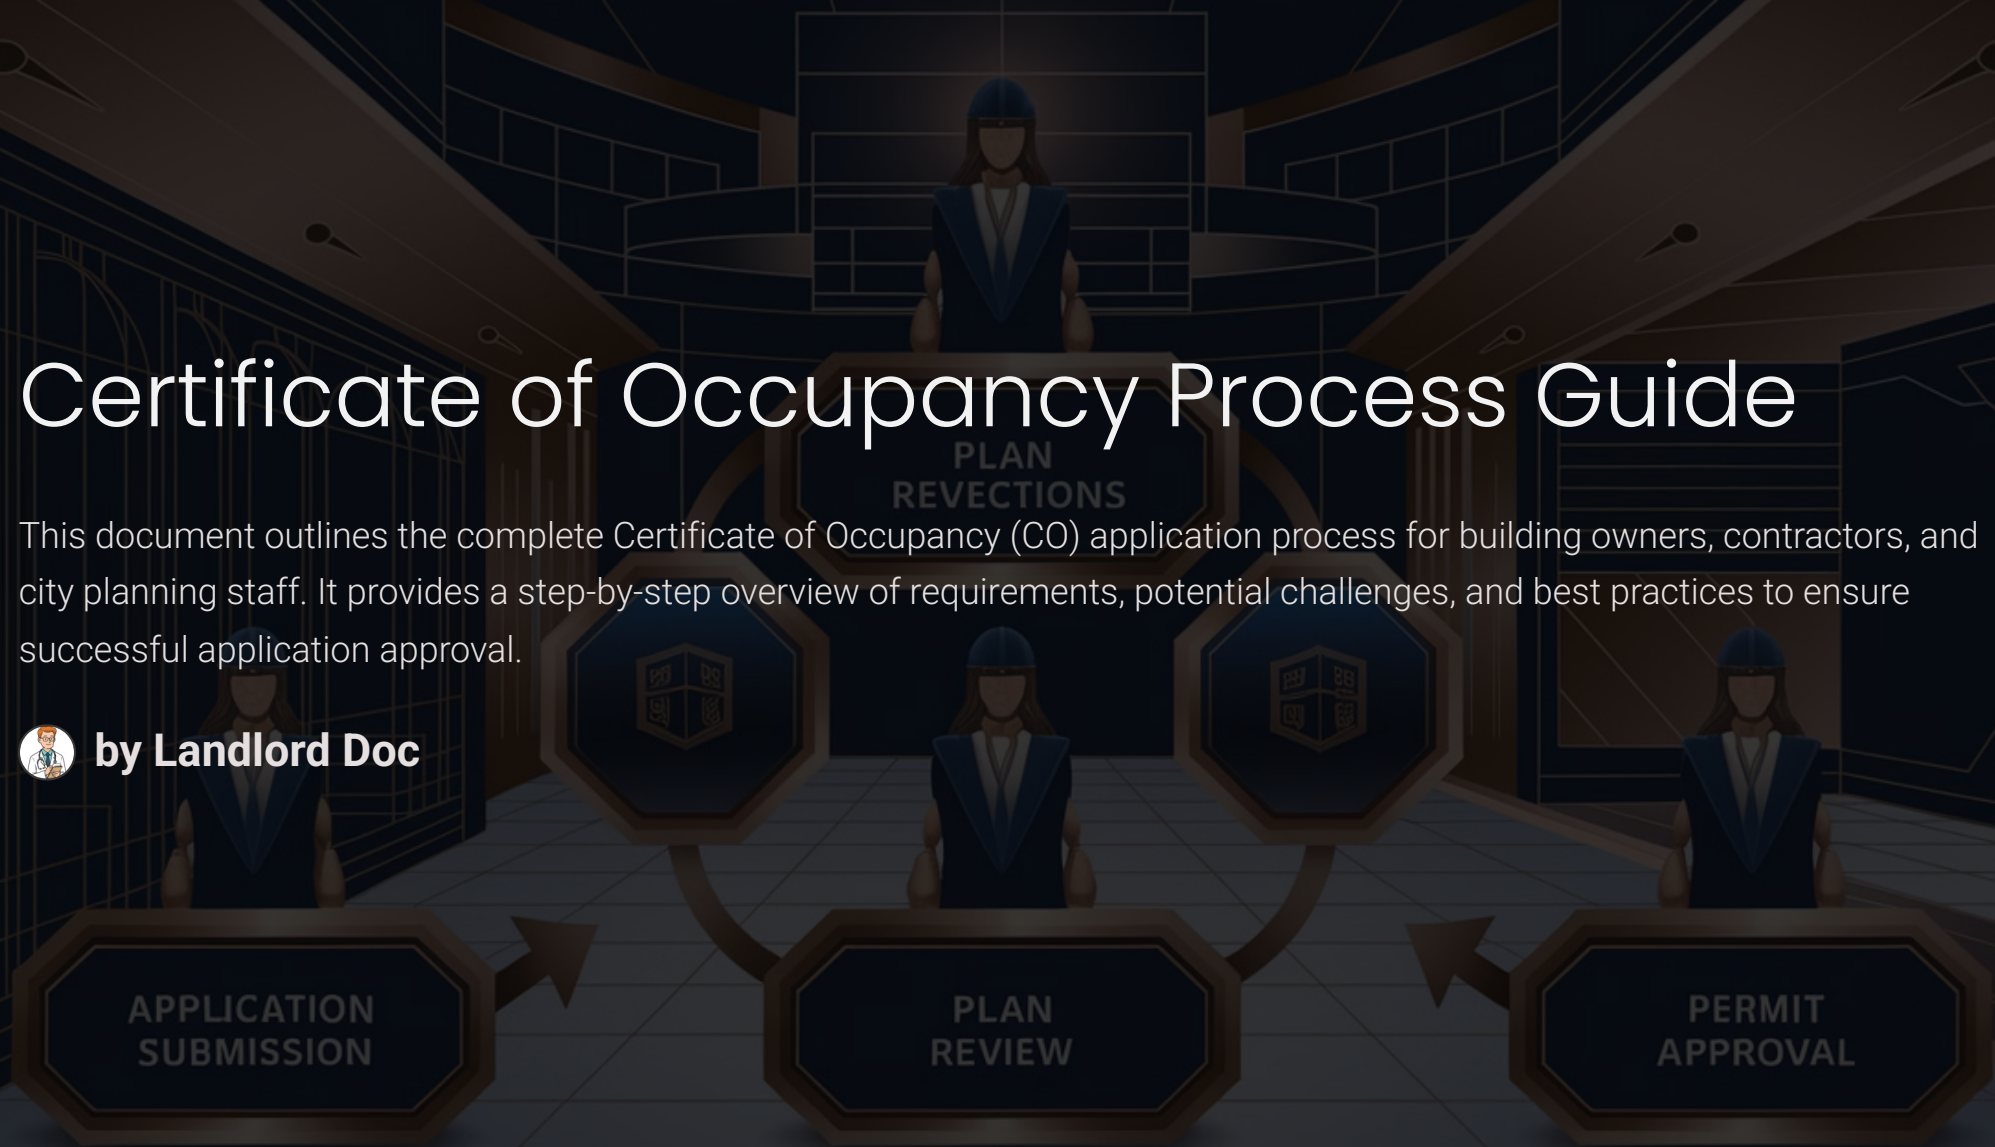 Certificate of Occupancy Process Guide
PLAN
REVECTIONS
This document outlines the complete Certificate of Occupancy (CO) application process for building owners, contractors, and
city planning staff. It provides a step-by-step overview of requirements, potential challenges, and best practices to ensure
successful application approval.
by Landlord Doc
APPLICATION
SUBMISSION
PLAN
REVIEW
PERMIT
APPROVAL